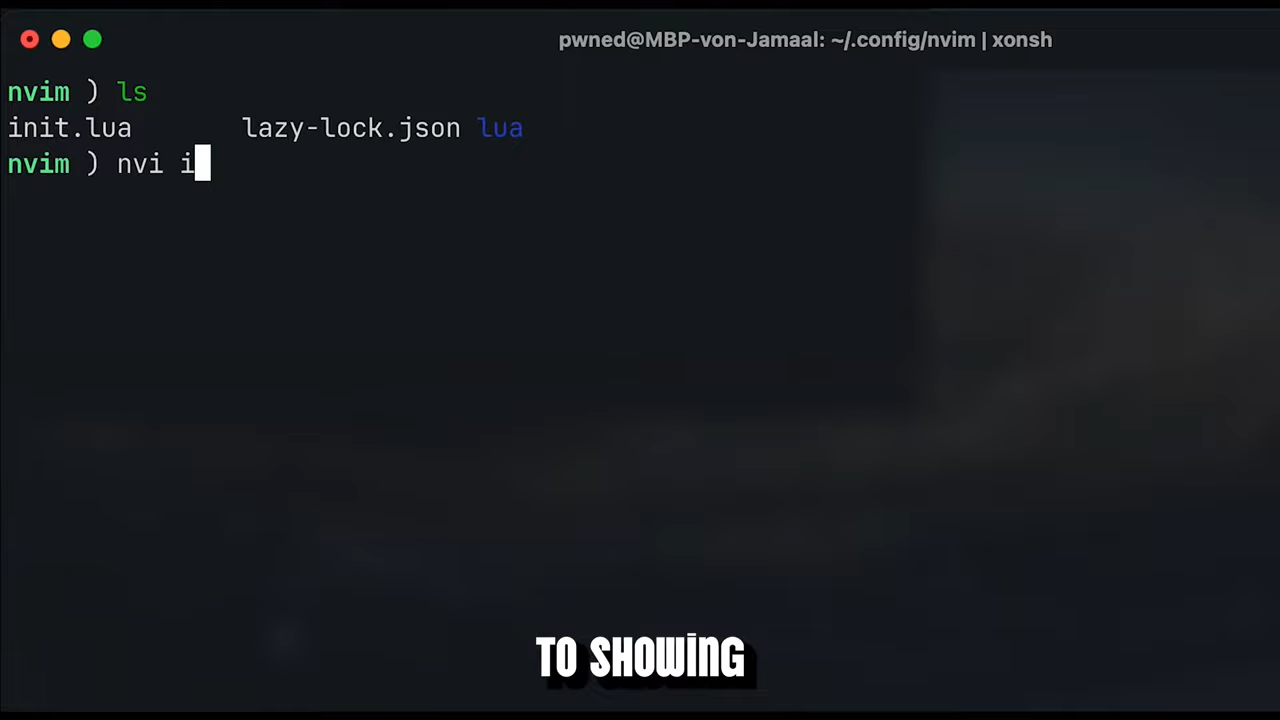 pwned@MBP-von-Jamaal: ~/.config/nvim | xonsh
nvim ) ls
init.lua lazy-lock.json lua
nvim ) nvi i
TO SHOWING